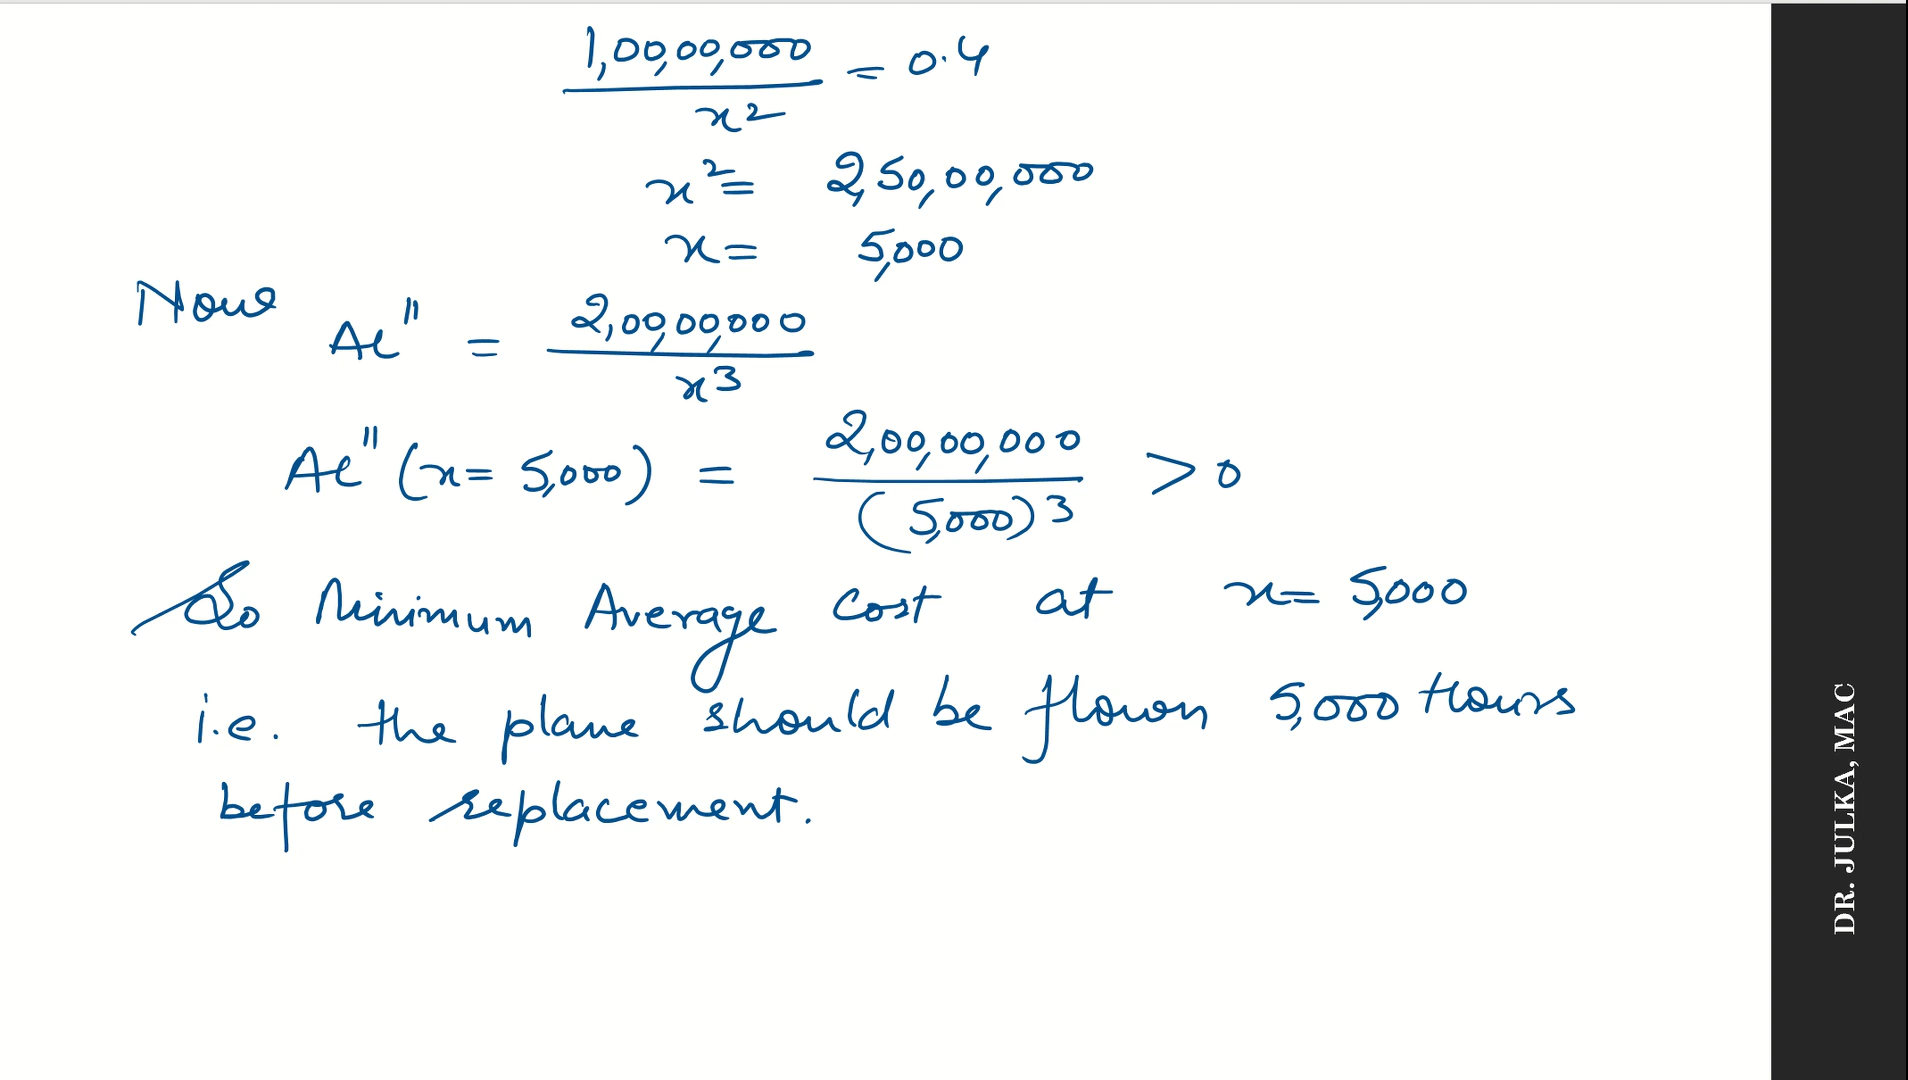 1,00,00,000 / x² = 0.4
x² = 2,50,00,000
x = 5,000
Now AC'' = 2,00,00,000 / x³
AC'' (x = 5,000) = 2,00,00,000 / (5,000)³ > 0
So Minimum Average Cost at x = 5,000
i.e. the plane should be flown 5,000 Hours
before replacement.
DR. JULKA, MAC